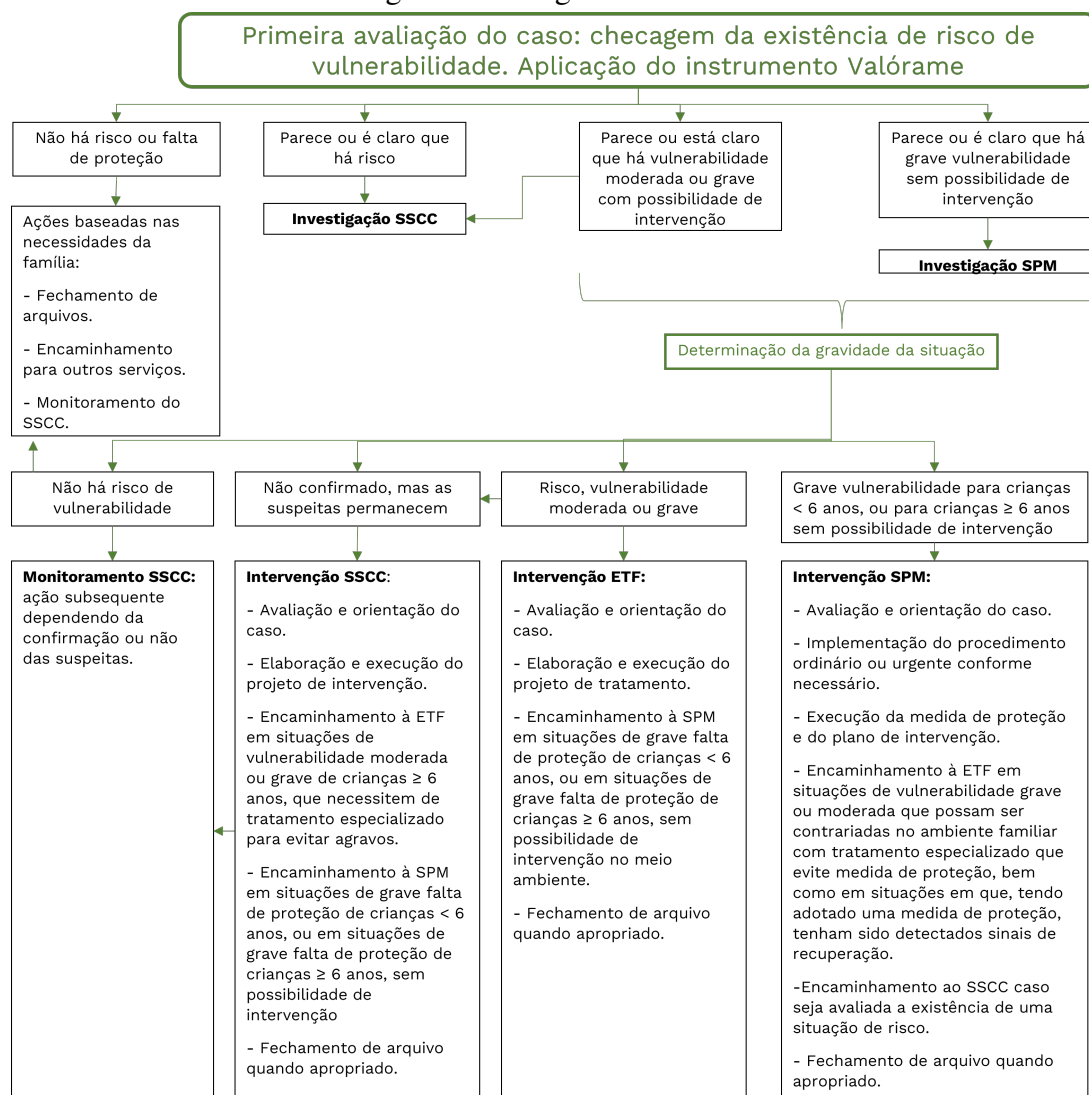 Primeira avaliação do caso: checagem da existência de risco de
vulnerabilidade. Aplicação do instrumento Valórame
Não há risco ou falta
de proteção
Parece ou é claro que
há risco
Parece ou está claro
que há vulnerabilidade
moderada ou grave
com possibilidade de
intervenção
Parece ou é claro que há
grave vulnerabilidade
sem possibilidade de
intervenção
Ações baseadas nas
necessidades da
família:
- Fechamento de
arquivos.
- Encaminhamento
para outros serviços.
- Monitoramento do
SSCC.
Investigação SSCC
Investigação SPM
Determinação da gravidade da situação
Não há risco de
vulnerabilidade
Não confirmado, mas as
suspeitas permanecem
Risco, vulnerabilidade
moderada ou grave
Grave vulnerabilidade para crianças
< 6 anos, ou para crianças ≥ 6 anos
sem possibilidade de intervenção
Monitoramento SSCC:
ação subsequente
dependendo da
confirmação ou não
das suspeitas.
Intervenção SSCC:
- Avaliação e orientação do
caso.
- Elaboração e execução do
projeto de intervenção.
- Encaminhamento à ETF
em situações de
vulnerabilidade moderada
ou grave de crianças ≥ 6
anos, que necessitem de
tratamento especializado
para evitar agravos.
- Encaminhamento à SPM
em situações de grave falta
de proteção de crianças < 6
anos, ou em situações de
grave falta de proteção de
crianças ≥ 6 anos, sem
possibilidade de
intervenção
- Fechamento de arquivo
quando apropriado.
Intervenção ETF:
- Avaliação e orientação do
caso.
- Elaboração e execução do
projeto de tratamento.
- Encaminhamento à SPM
em situações de grave falta
de proteção de crianças < 6
anos, ou em situações de
grave falta de proteção de
crianças ≥ 6 anos, sem
possibilidade de
intervenção no meio
ambiente.
- Fechamento de arquivo
quando apropriado.
Intervenção SPM:
- Avaliação e orientação do caso.
- Implementação do procedimento
ordinário ou urgente conforme
necessário.
- Execução da medida de proteção
e do plano de intervenção.
- Encaminhamento à ETF em
situações de vulnerabilidade grave
ou moderada que possam ser
contrariadas no ambiente familiar
com tratamento especializado que
evite medida de proteção, bem
como em situações em que, tendo
adotado uma medida de proteção,
tenham sido detectados sinais de
recuperação.
-Encaminhamento ao SSCC caso
seja avaliada a existência de uma
situação de risco.
- Fechamento de arquivo quando
apropriado.